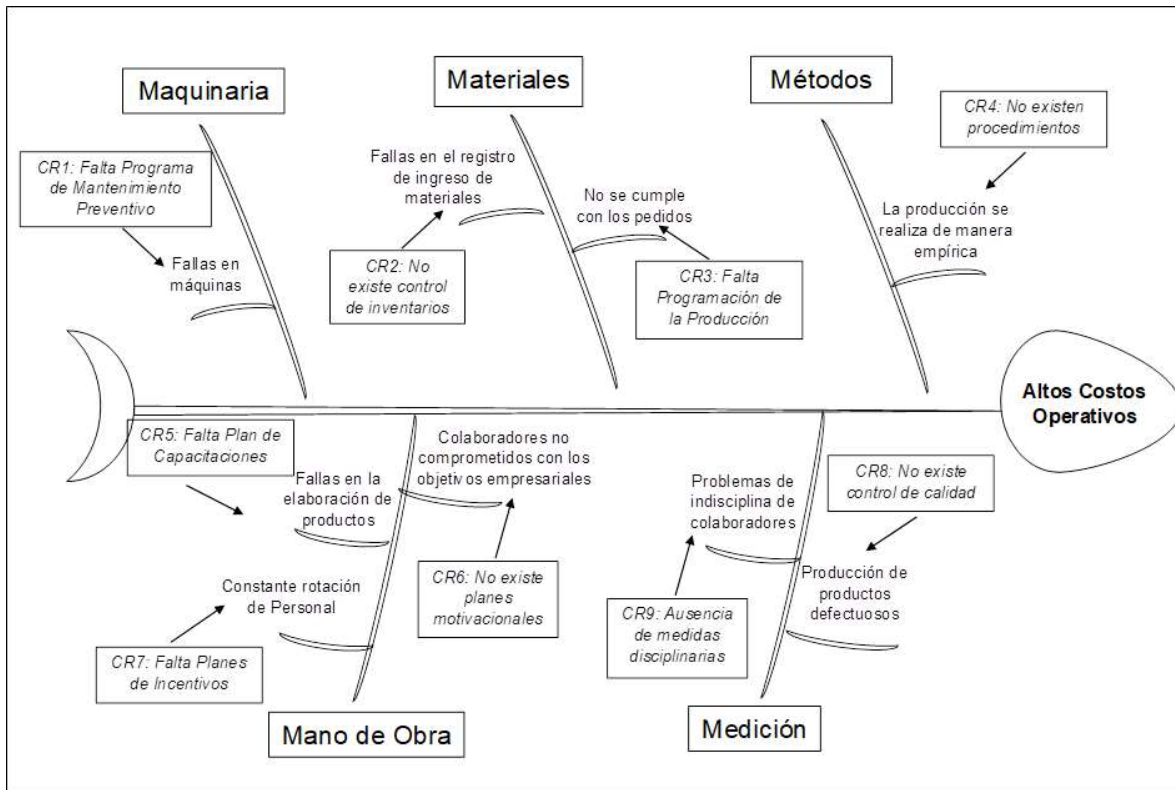 Maquinaria
Materiales
Métodos
CR1: Falta Programa
de Mantenimiento
Preventivo
Fallas en
máquinas
Fallas en el registro
de ingreso de
materiales
CR2: No
existe control
de inventarios
No se cumple
con los pedidos
CR3: Falta
Programación de
la Producción
CR4: No existen
procedimientos
La producción se
realiza de manera
empírica
Altos Costos
Operativos
CR5: Falta Plan de
Capacitaciones
Fallas en la
elaboración de
productos
Colaboradores no
comprometidos con los
objetivos empresariales
CR6: No existe
planes
motivacionales
Constante rotación
de Personal
CR7: Falta Planes
de Incentivos
Problemas de
indisciplina de
colaboradores
CR8: No existe
control de calidad
Producción de
productos
defectuosos
CR9: Ausencia
de medidas
disciplinarias
Mano de Obra
Medición